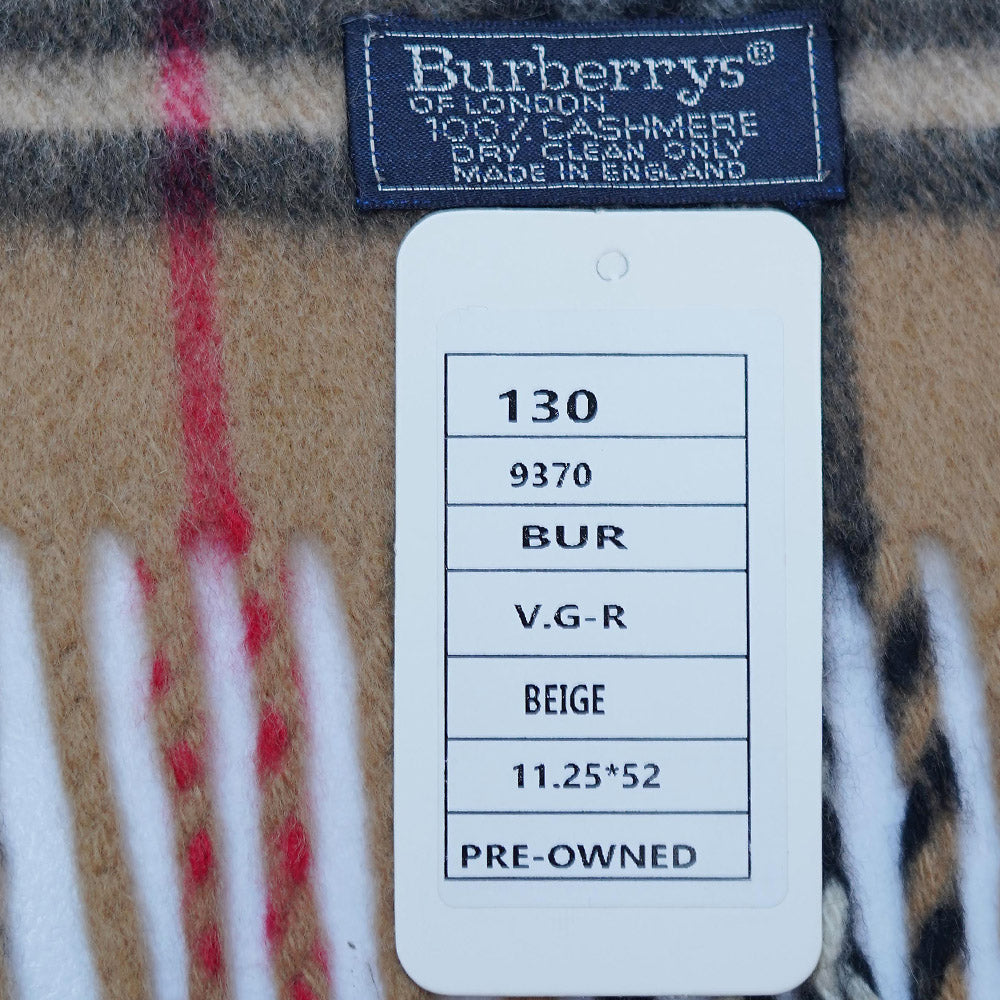 Burberrys®
OF LONDON
100% CASHMERE
DRY CLEAN ONLY
MADE IN ENGLAND
130
9370
BUR
V.G-R
BEIGE
11.25*52
PRE-OWNED